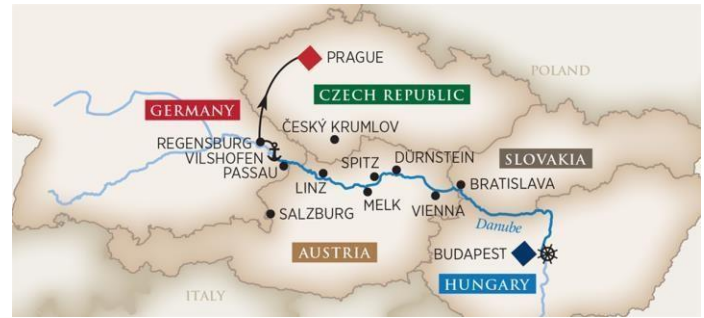 PRAGUE
POLAND
CZECH REPUBLIC
GERMANY
ČESKÝ KRUMLOV
REGENSBURG
VILSHOFEN
PASSAU
LINZ
SPITZ
DÜRNSTEIN
SLOVAKIA
BRATISLAVA
MELK
VIENNA
SALZBURG
Danube
AUSTRIA
BUDAPEST
HUNGARY
ITALY